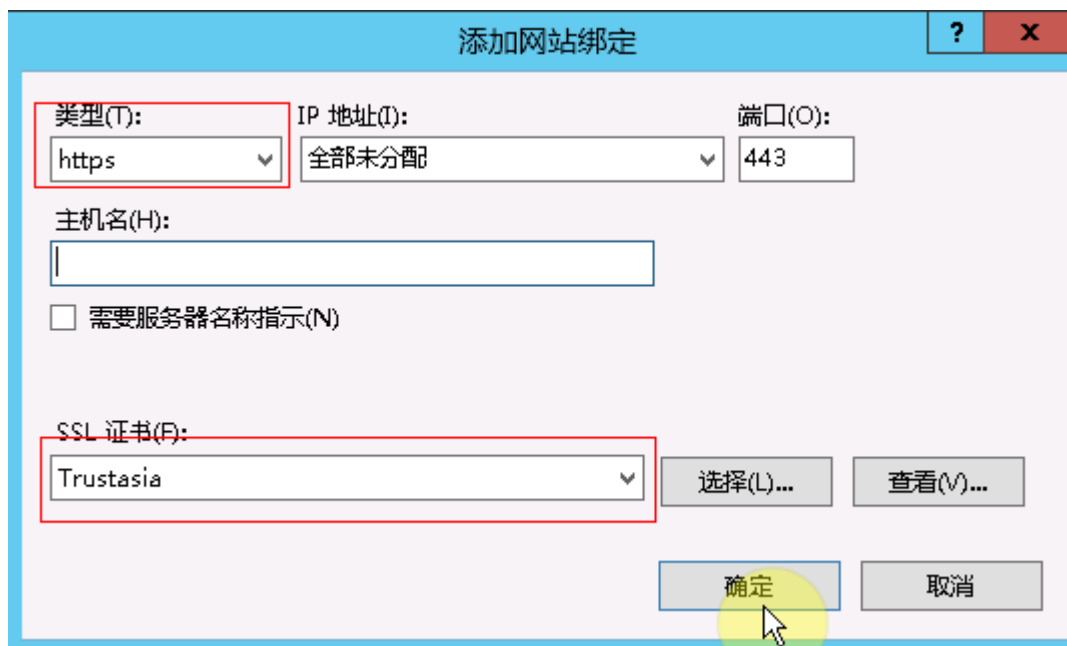 添加网站绑定
? x
类型(T): IP 地址(I): 端口(O):
https 全部未分配 443
主机名(H):
需要服务器名称指示(N)
SSL 证书(F):
Trustasia 选择(L)... 查看(V)...
确定 取消